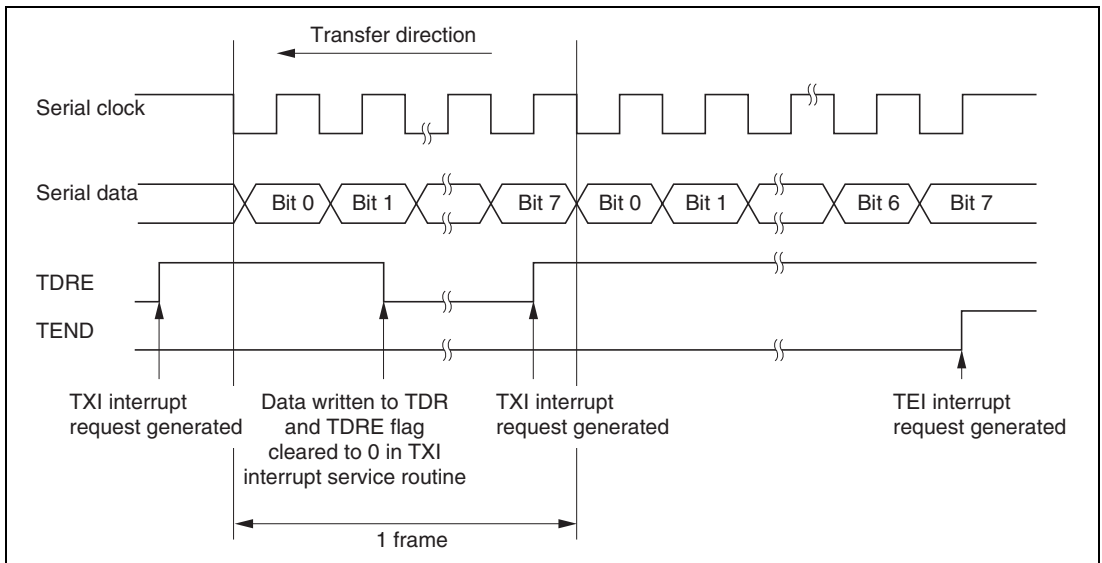 Transfer direction
Serial clock
Serial data
Bit 0 Bit 1 Bit 7 Bit 0 Bit 1 Bit 6 Bit 7
TDRE
TEND
TXI interrupt
request generated
Data written to TDR
and TDRE flag
cleared to 0 in TXI
interrupt service routine
TXI interrupt
request generated
TEI interrupt
request generated
1 frame